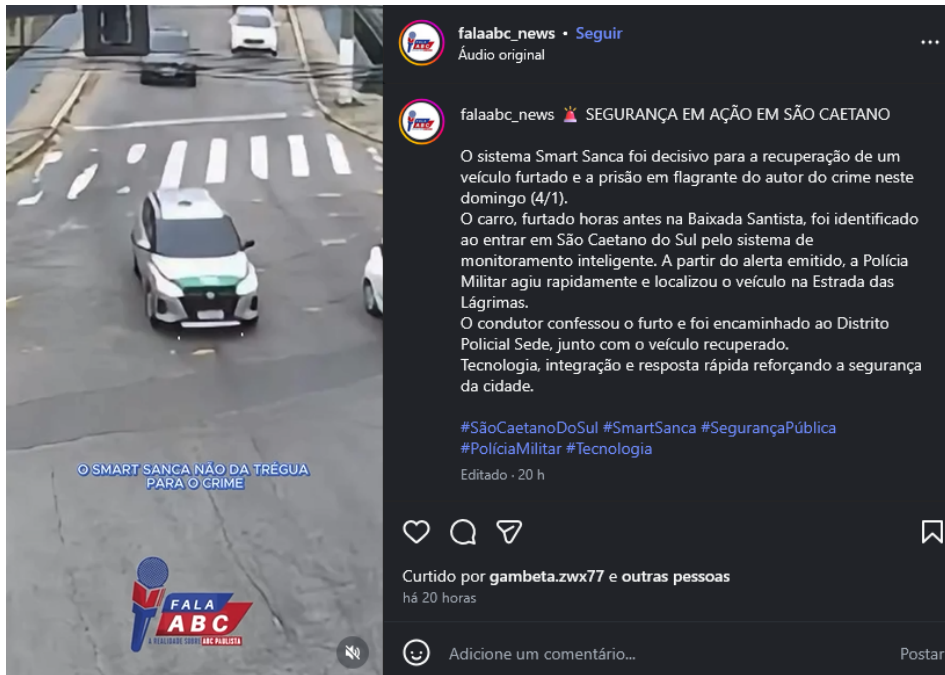 falaabc_news • Seguir
Áudio original
falaabc_news 🚨 SEGURANÇA EM AÇÃO EM SÃO CAETANO
O sistema Smart Sanca foi decisivo para a recuperação de um
veículo furtado e a prisão em flagrante do autor do crime neste
domingo (4/1).
O carro, furtado horas antes na Baixada Santista, foi identificado
ao entrar em São Caetano do Sul pelo sistema de
monitoramento inteligente. A partir do alerta emitido, a Polícia
Militar agiu rapidamente e localizou o veículo na Estrada das
Lágrimas.
O condutor confessou o furto e foi encaminhado ao Distrito
Policial Sede, junto com o veículo recuperado.
Tecnologia, integração e resposta rápida reforçando a segurança
da cidade.
#SãoCaetanoDoSul #SmartSanca #SegurançaPública
#PolíciaMilitar #Tecnologia
Editado · 20 h
Curtido por gambeta.zwx77 e outras pessoas
há 20 horas
Adicione um comentário...
Postar
O SMART SANCA NÃO DA TRÉGUA
PARA O CRIME
FALA
ABC
A REALIDADE SOBRE ABC PAULISTA